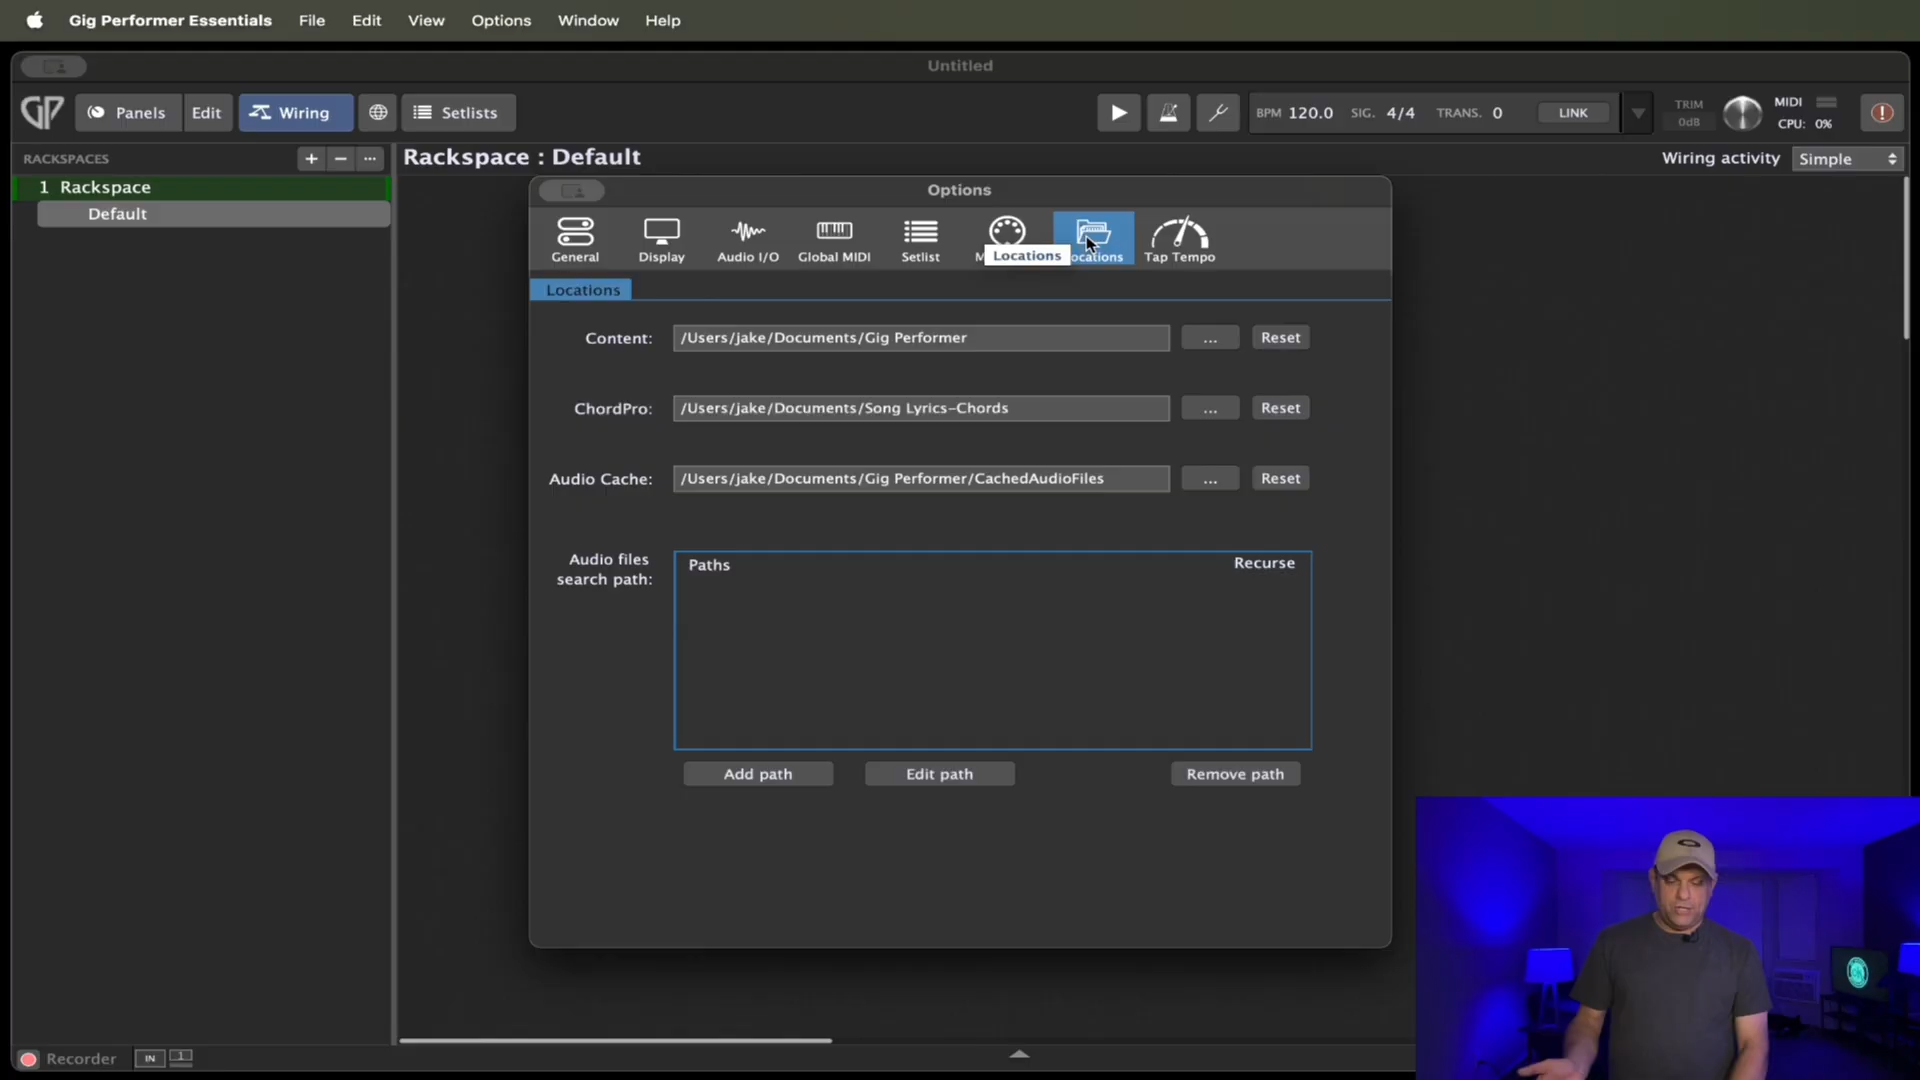 Gig Performer Essentials File Edit View Options Window Help
Untitled
GP Panels Edit Wiring Setlists BPM 120.0 SIG. 4/4 TRANS. 0 LINK TRIM 0dB MIDI CPU: 0%
RACKSPACES + − ...
Rackspace : Default
Wiring activity Simple
1 Rackspace
Default
Options
General Display Audio I/O Global MIDI Setlist M Locations ocations Tap Tempo
Locations
Content: /Users/jake/Documents/Gig Performer ... Reset
ChordPro: /Users/jake/Documents/Song Lyrics-Chords ... Reset
Audio Cache: /Users/jake/Documents/Gig Performer/CachedAudioFiles ... Reset
Audio files
search path:
Paths Recurse
Add path Edit path Remove path
Recorder IN 1